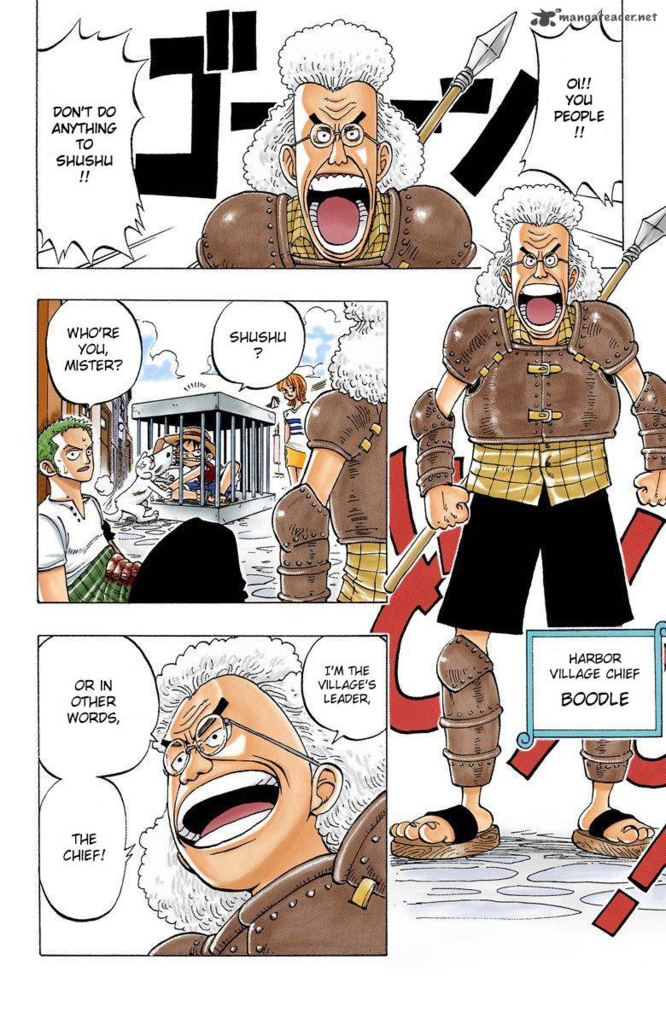 mangareader.net
OI!!
YOU
PEOPLE
!!
DON'T DO
ANYTHING
TO
SHUSHU
!!
ゴーーン
SHUSHU
?
WHO'RE
YOU,
MISTER?
HARBOR
VILLAGE CHIEF
BOODLE
I'M THE
VILLAGE'S
LEADER,
OR IN
OTHER
WORDS,
THE
CHIEF!